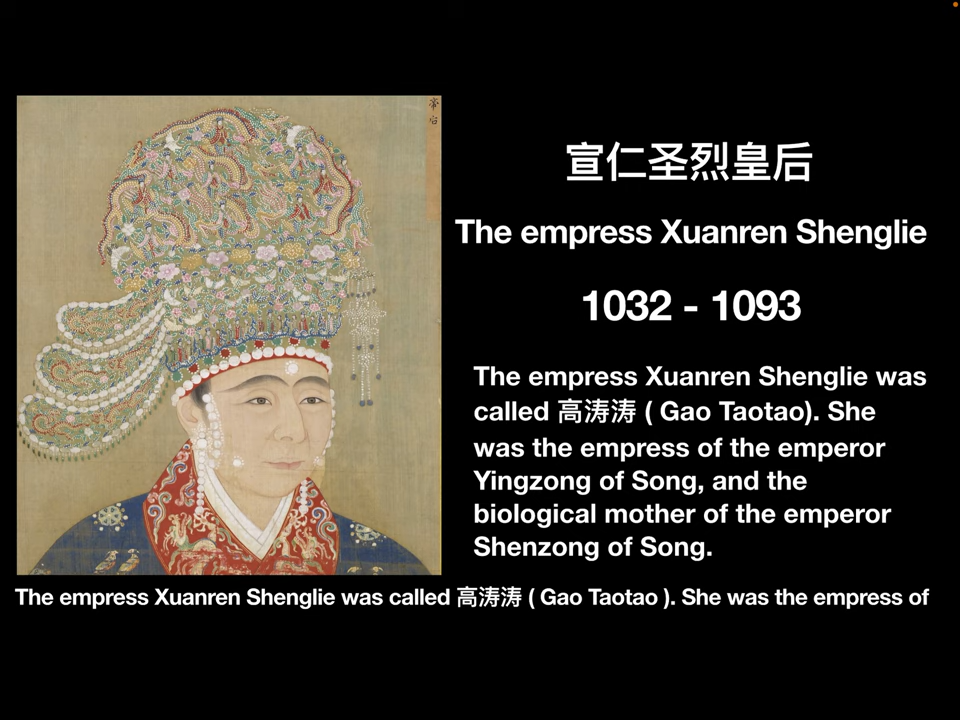 宣仁圣烈皇后
The empress Xuanren Shenglie
1032 - 1093
The empress Xuanren Shenglie was
called 高涛涛 ( Gao Taotao). She
was the empress of the emperor
Yingzong of Song, and the
biological mother of the emperor
Shenzong of Song.
The empress Xuanren Shenglie was called 高涛涛 ( Gao Taotao ). She was the empress of